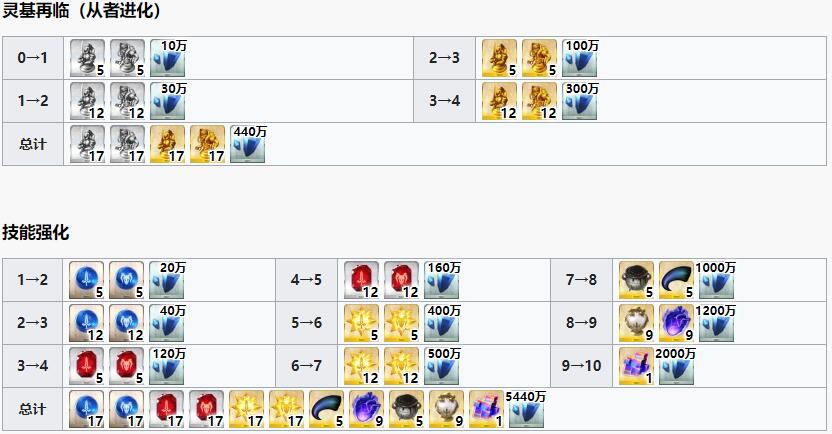 灵基再临（从者进化）
0→1 5 5 10万 2→3 5 5 100万
1→2 12 12 30万 3→4 12 12 300万
总计 17 17 17 17 440万
技能强化
1→2 5 5 20万 4→5 12 12 160万 7→8 5 5 1000万
2→3 12 12 40万 5→6 5 5 400万 8→9 9 9 1200万
3→4 5 5 120万 6→7 12 12 500万 9→10 1 2000万
总计 17 17 17 17 17 17 5 9 5 9 1 5440万